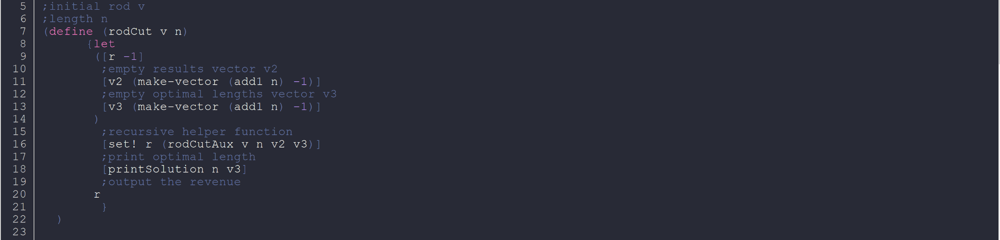 5 ;initial rod v
6 ;length n
7 (define (rodCut v n)
8 {let
9 ([r -1]
10 ;empty results vector v2
11 [v2 (make-vector (add1 n) -1)]
12 ;empty optimal lengths vector v3
13 [v3 (make-vector (add1 n) -1)]
14 )
15 ;recursive helper function
16 [set! r (rodCutAux v n v2 v3)]
17 ;print optimal length
18 [printSolution n v3]
19 ;output the revenue
20 r
21 }
22 )
23